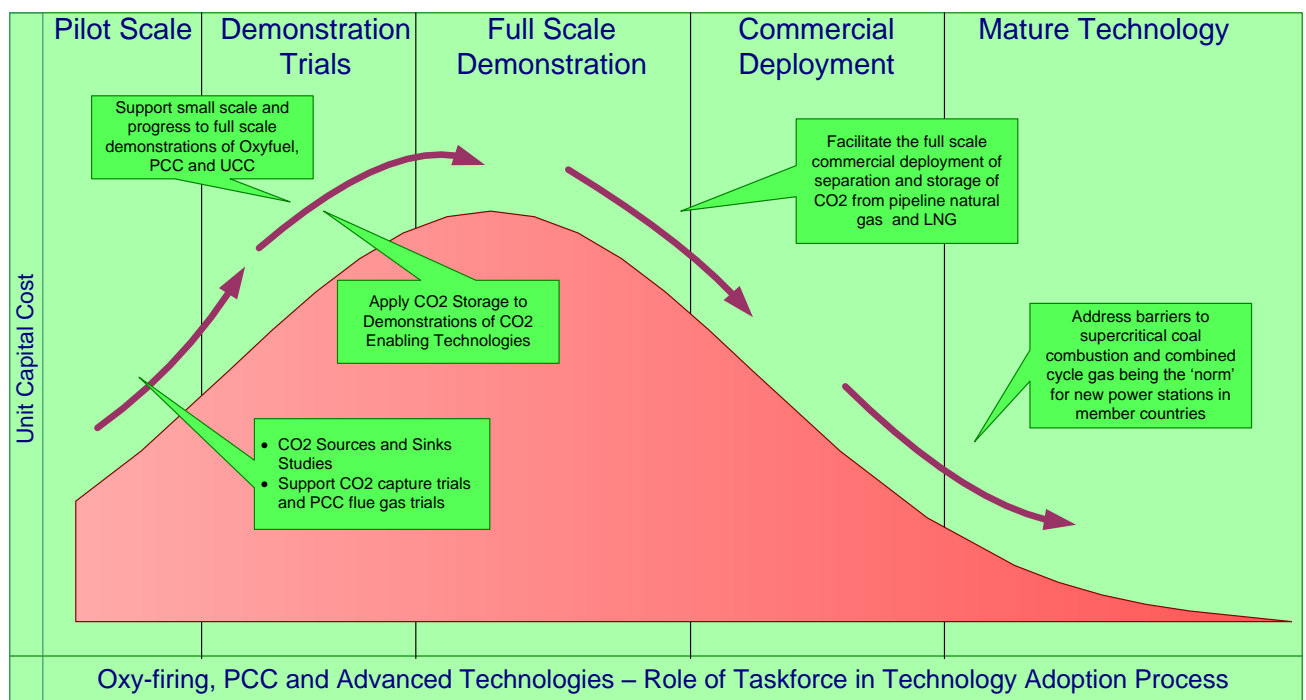 Pilot Scale
Demonstration
Trials
Full Scale
Demonstration
Commercial
Deployment
Mature Technology
Support small scale and
progress to full scale
demonstrations of Oxyfuel,
PCC and UCC
Facilitate the full scale
commercial deployment of
separation and storage of
CO2 from pipeline natural
gas and LNG
Apply CO2 Storage to
Demonstrations of CO2
Enabling Technologies
Address barriers to
supercritical coal
combustion and combined
cycle gas being the ‘norm’
for new power stations in
member countries
• CO2 Sources and Sinks
Studies
• Support CO2 capture trials
and PCC flue gas trials
Unit Capital Cost
Oxy-firing, PCC and Advanced Technologies – Role of Taskforce in Technology Adoption Process